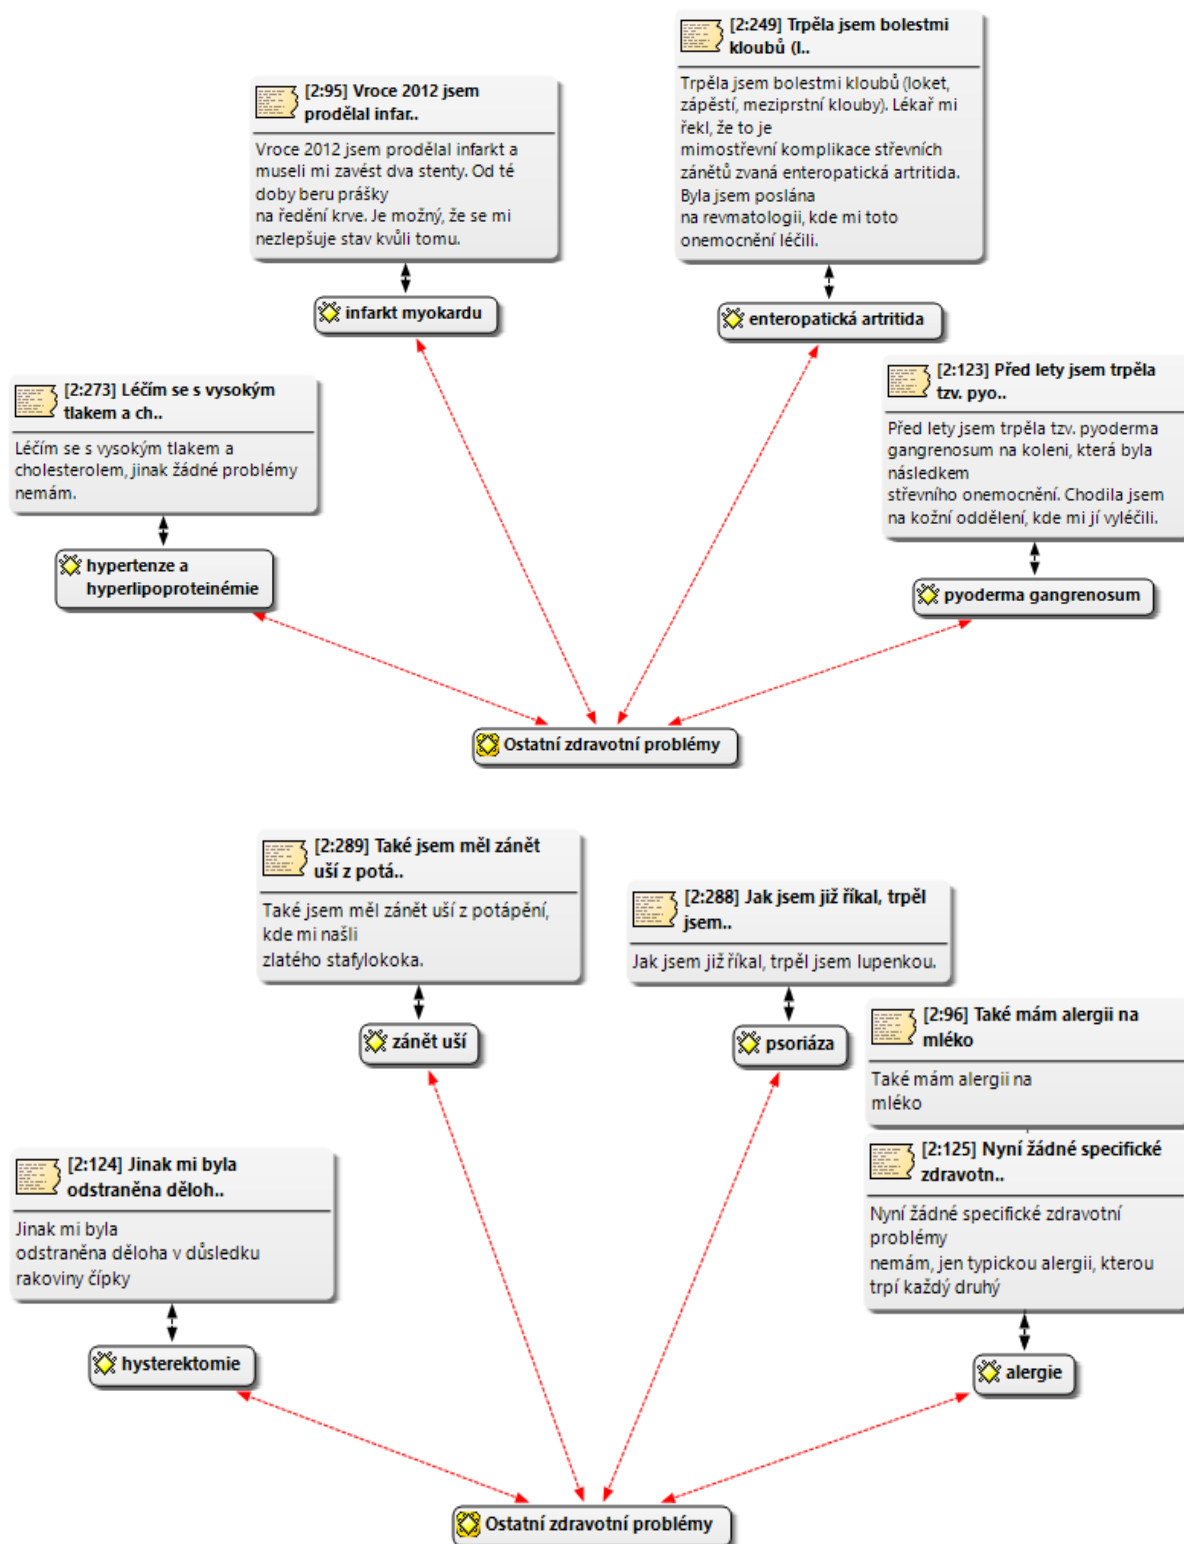 [2:249] Trpěla jsem bolestmi
kloubů (l..
Trpěla jsem bolestmi kloubů (loket,
zápěstí, meziprstní klouby). Lékař mi
řekl, že to je
mimostřevní komplikace střevních
zánětů zvaná enteropatická artritida.
Byla jsem poslána
na revmatologii, kde mi toto
onemocnění léčili.
[2:95] Vroce 2012 jsem
prodělal infar..
Vroce 2012 jsem prodělal infarkt a
museli mi zavést dva stenty. Od té
doby beru prášky
na ředění krve. Je možný, že se mi
nezlepšuje stav kvůli tomu.
infarkt myokardu
enteropatická artritida
[2:273] Léčím se s vysokým
tlakem a ch..
Léčím se s vysokým tlakem a
cholesterolem, jinak žádné problémy
nemám.
[2:123] Před lety jsem trpěla
tzv. pyo..
Před lety jsem trpěla tzv. pyoderma
gangrenosum na koleni, která byla
následkem
střevního onemocnění. Chodila jsem
na kožní oddělení, kde mi jí vyléčili.
hypertenze a
hyperlipoproteinémie
pyoderma gangrenosum
Ostatní zdravotní problémy
[2:289] Také jsem měl zánět
uší z potá..
Také jsem měl zánět uší z potápění,
kde mi našli
zlatého stafylokoka.
[2:288] Jak jsem již říkal, trpěl
jsem..
Jak jsem již říkal, trpěl jsem lupenkou.
zánět uší
psoriáza
[2:96] Také mám alergii na
mléko
Také mám alergii na
mléko
[2:124] Jinak mi byla
odstraněna děloh..
Jinak mi byla
odstraněna děloha v důsledku
rakoviny čípky
[2:125] Nyní žádné specifické
zdravotn..
Nyní žádné specifické zdravotní
problémy
nemám, jen typickou alergii, kterou
trpí každý druhý
hysterektomie
alergie
Ostatní zdravotní problémy